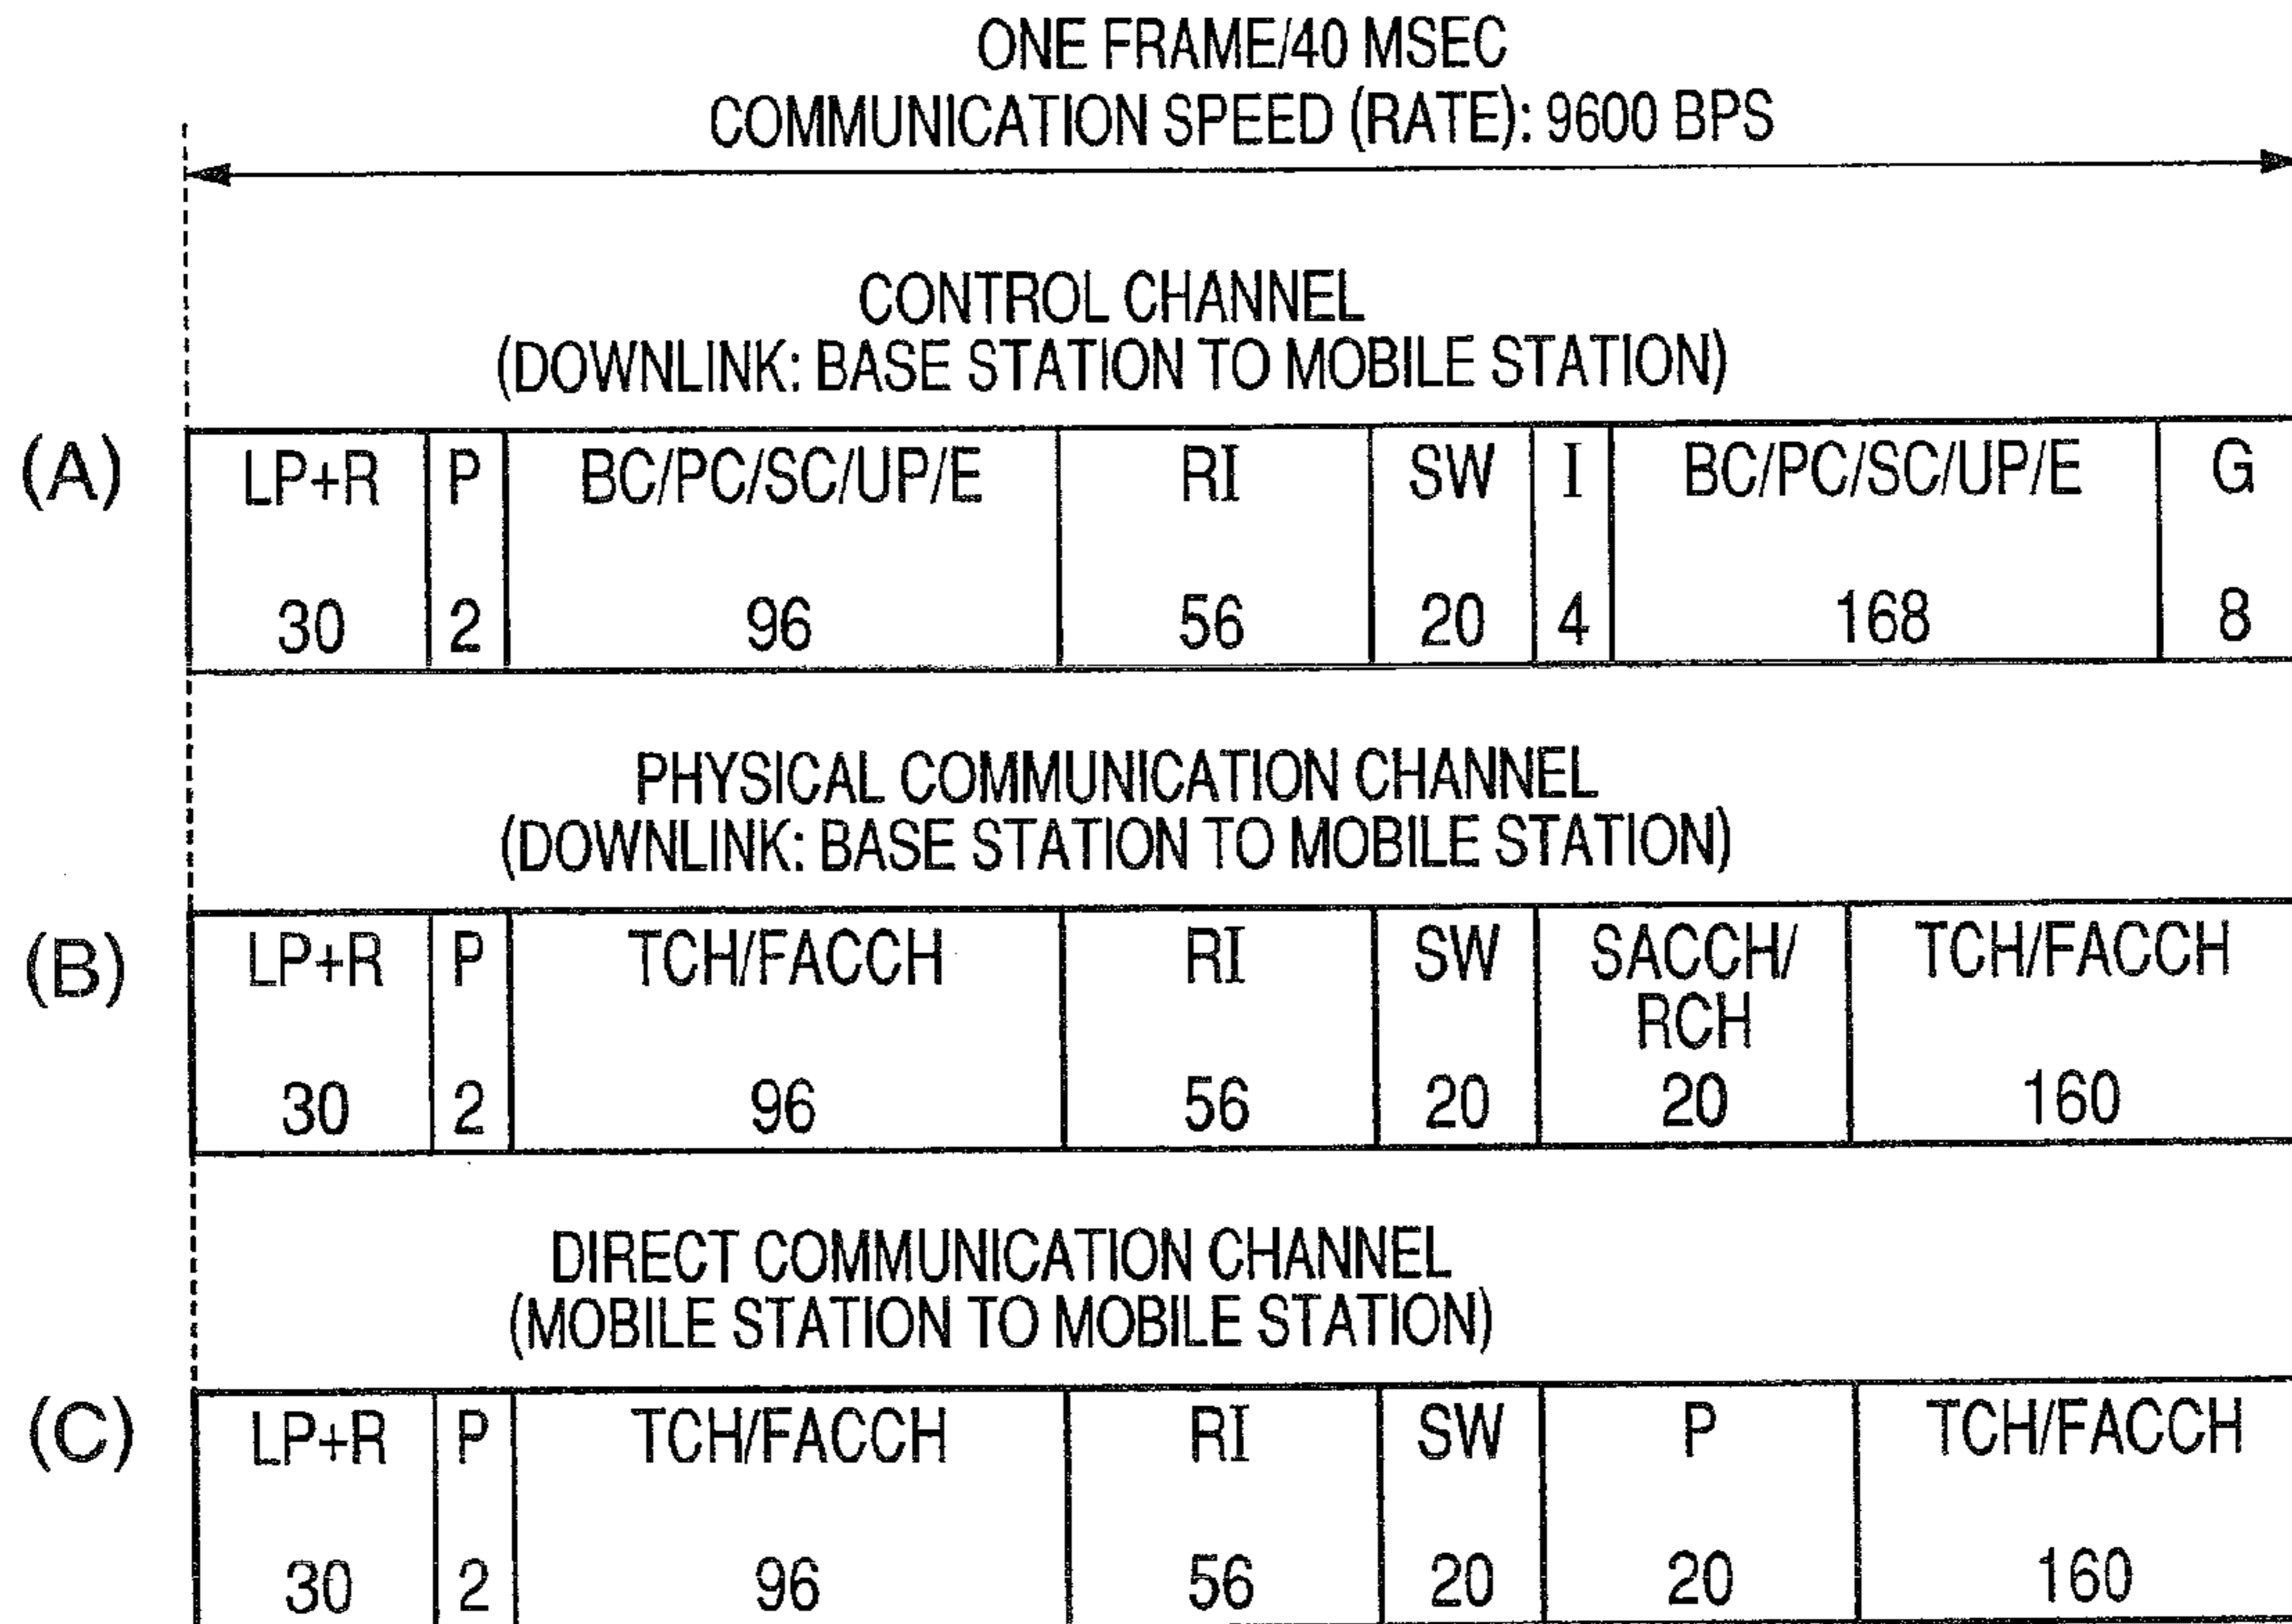 ONE FRAME/40 MSEC
COMMUNICATION SPEED (RATE): 9600 BPS
CONTROL CHANNEL
(DOWNLINK: BASE STATION TO MOBILE STATION)
(A) LP+R P BC/PC/SC/UP/E RI SW I BC/PC/SC/UP/E G
30 2 96 56 20 4 168 8
PHYSICAL COMMUNICATION CHANNEL
(DOWNLINK: BASE STATION TO MOBILE STATION)
(B) LP+R P TCH/FACCH RI SW SACCH/ TCH/FACCH
RCH
30 2 96 56 20 20 160
DIRECT COMMUNICATION CHANNEL
(MOBILE STATION TO MOBILE STATION)
(C) LP+R P TCH/FACCH RI SW P TCH/FACCH
30 2 96 56 20 20 160